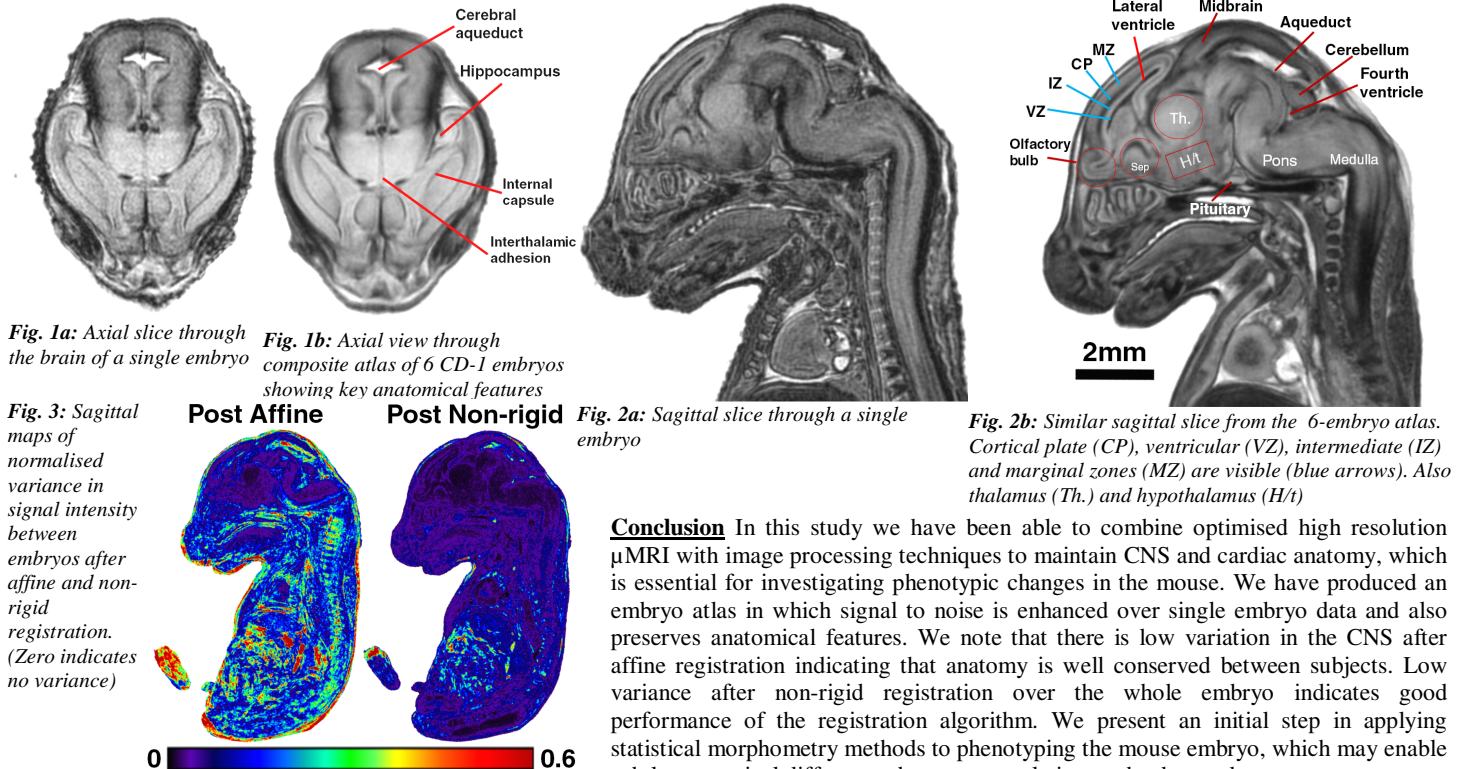 Cerebral
aqueduct
Hippocampus
Internal
capsule
Interthalamic
adhesion
Fig. 1a: Axial slice through
the brain of a single embryo
Fig. 1b: Axial view through
composite atlas of 6 CD-1 embryos
showing key anatomical features
Lateral
ventricle
Midbrain
Aqueduct
Cerebellum
Fourth
ventricle
MZ
CP
IZ
VZ
Olfactory
bulb
Th.
Sep
H/t
Pons
Medulla
Pituitary
2mm
Fig. 2a: Sagittal slice through a single
embryo
Fig. 2b: Similar sagittal slice from the 6-embryo atlas.
Cortical plate (CP), ventricular (VZ), intermediate (IZ)
and marginal zones (MZ) are visible (blue arrows). Also
thalamus (Th.) and hypothalamus (H/t)
Fig. 3: Sagittal
maps of
normalised
variance in
signal intensity
between
embryos after
affine and non-
rigid
registration.
(Zero indicates
no variance)
Post Affine
Post Non-rigid
0
0.6
Conclusion In this study we have been able to combine optimised high resolution
µMRI with image processing techniques to maintain CNS and cardiac anatomy, which
is essential for investigating phenotypic changes in the mouse. We have produced an
embryo atlas in which signal to noise is enhanced over single embryo data and also
preserves anatomical features. We note that there is low variation in the CNS after
affine registration indicating that anatomy is well conserved between subjects. Low
variance after non-rigid registration over the whole embryo indicates good
performance of the registration algorithm. We present an initial step in applying
statistical morphometry methods to phenotyping the mouse embryo, which may enable